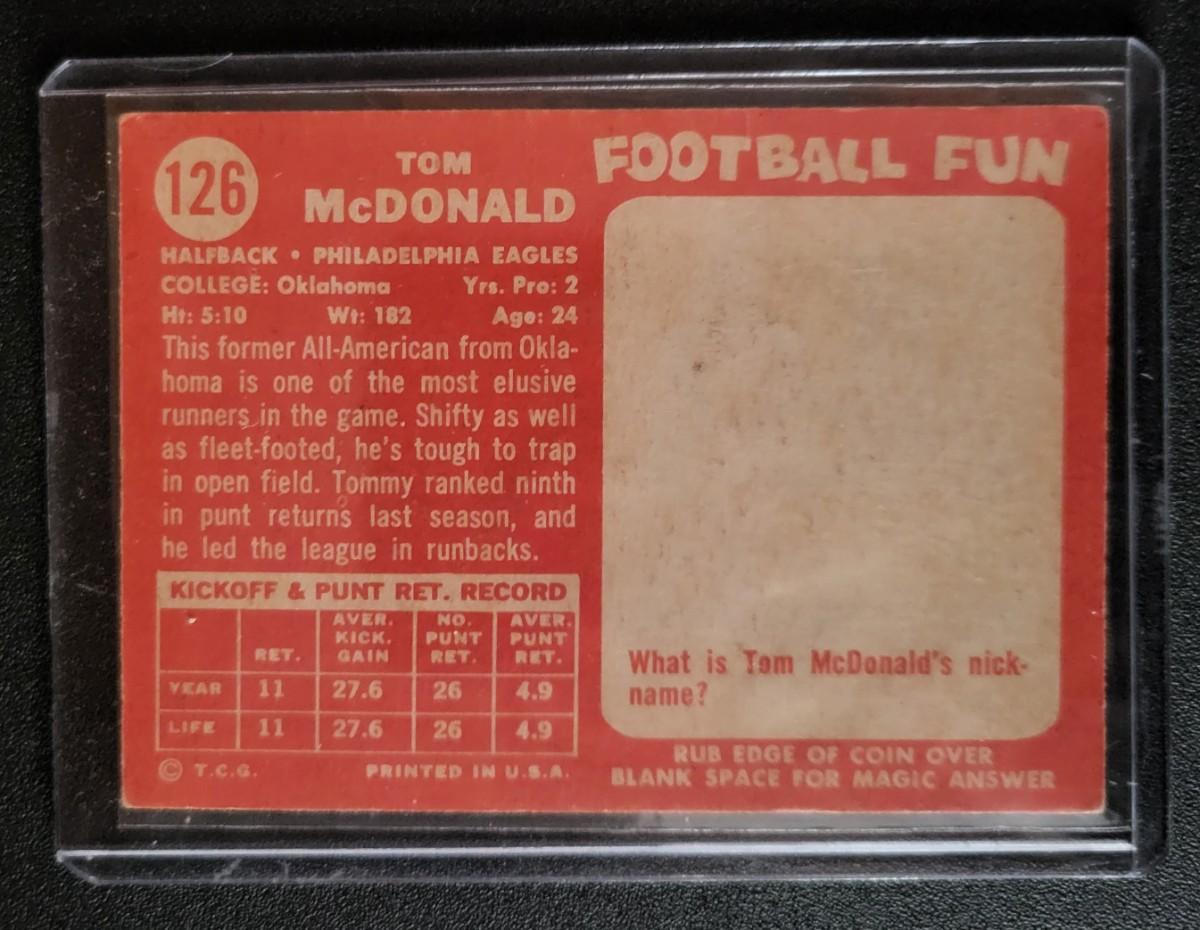 126
TOM
McDONALD
HALFBACK • PHILADELPHIA EAGLES
COLLEGE: Oklahoma Yrs. Pro: 2
Ht: 5:10 Wt: 182 Age: 24
This former All-American from Okla-
homa is one of the most elusive
runners in the game. Shifty as well
as fleet-footed, he's tough to trap
in open field. Tommy ranked ninth
in punt returns last season, and
he led the league in runbacks.
KICKOFF & PUNT RET. RECORD
RET. AVER. KICK. GAIN NO. PUNT RET. AVER. PUNT RET.
YEAR 11 27.6 26 4.9
LIFE 11 27.6 26 4.9
© T.C.G. PRINTED IN U.S.A.
FOOTBALL FUN
What is Tom McDonald's nick-
name?
RUB EDGE OF COIN OVER
BLANK SPACE FOR MAGIC ANSWER